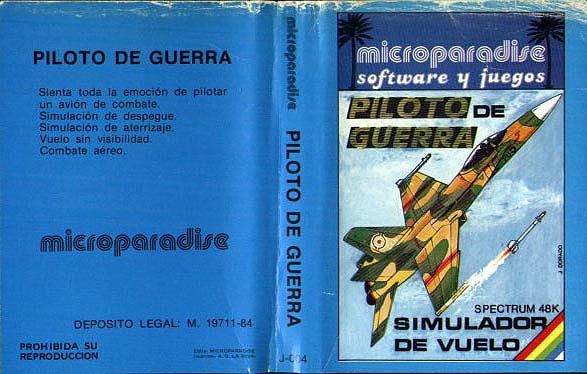 PILOTO DE GUERRA
Sienta toda la emoción de pilotar
un avión de combate.
Simulación de despegue.
Simulación de aterrizaje.
Vuelo sin visibilidad.
Combate aéreo.
microparadise
DEPOSITO LEGAL: M. 19711-84
PROHIBIDA SU
REPRODUCCION
microparadise
PILOTO DE GUERRA
Edita: MICROPARADISE
J-004
microparadise
software y juegos
PILOTO DE
GUERRA
SPECTRUM 48K
SIMULADOR
DE VUELO